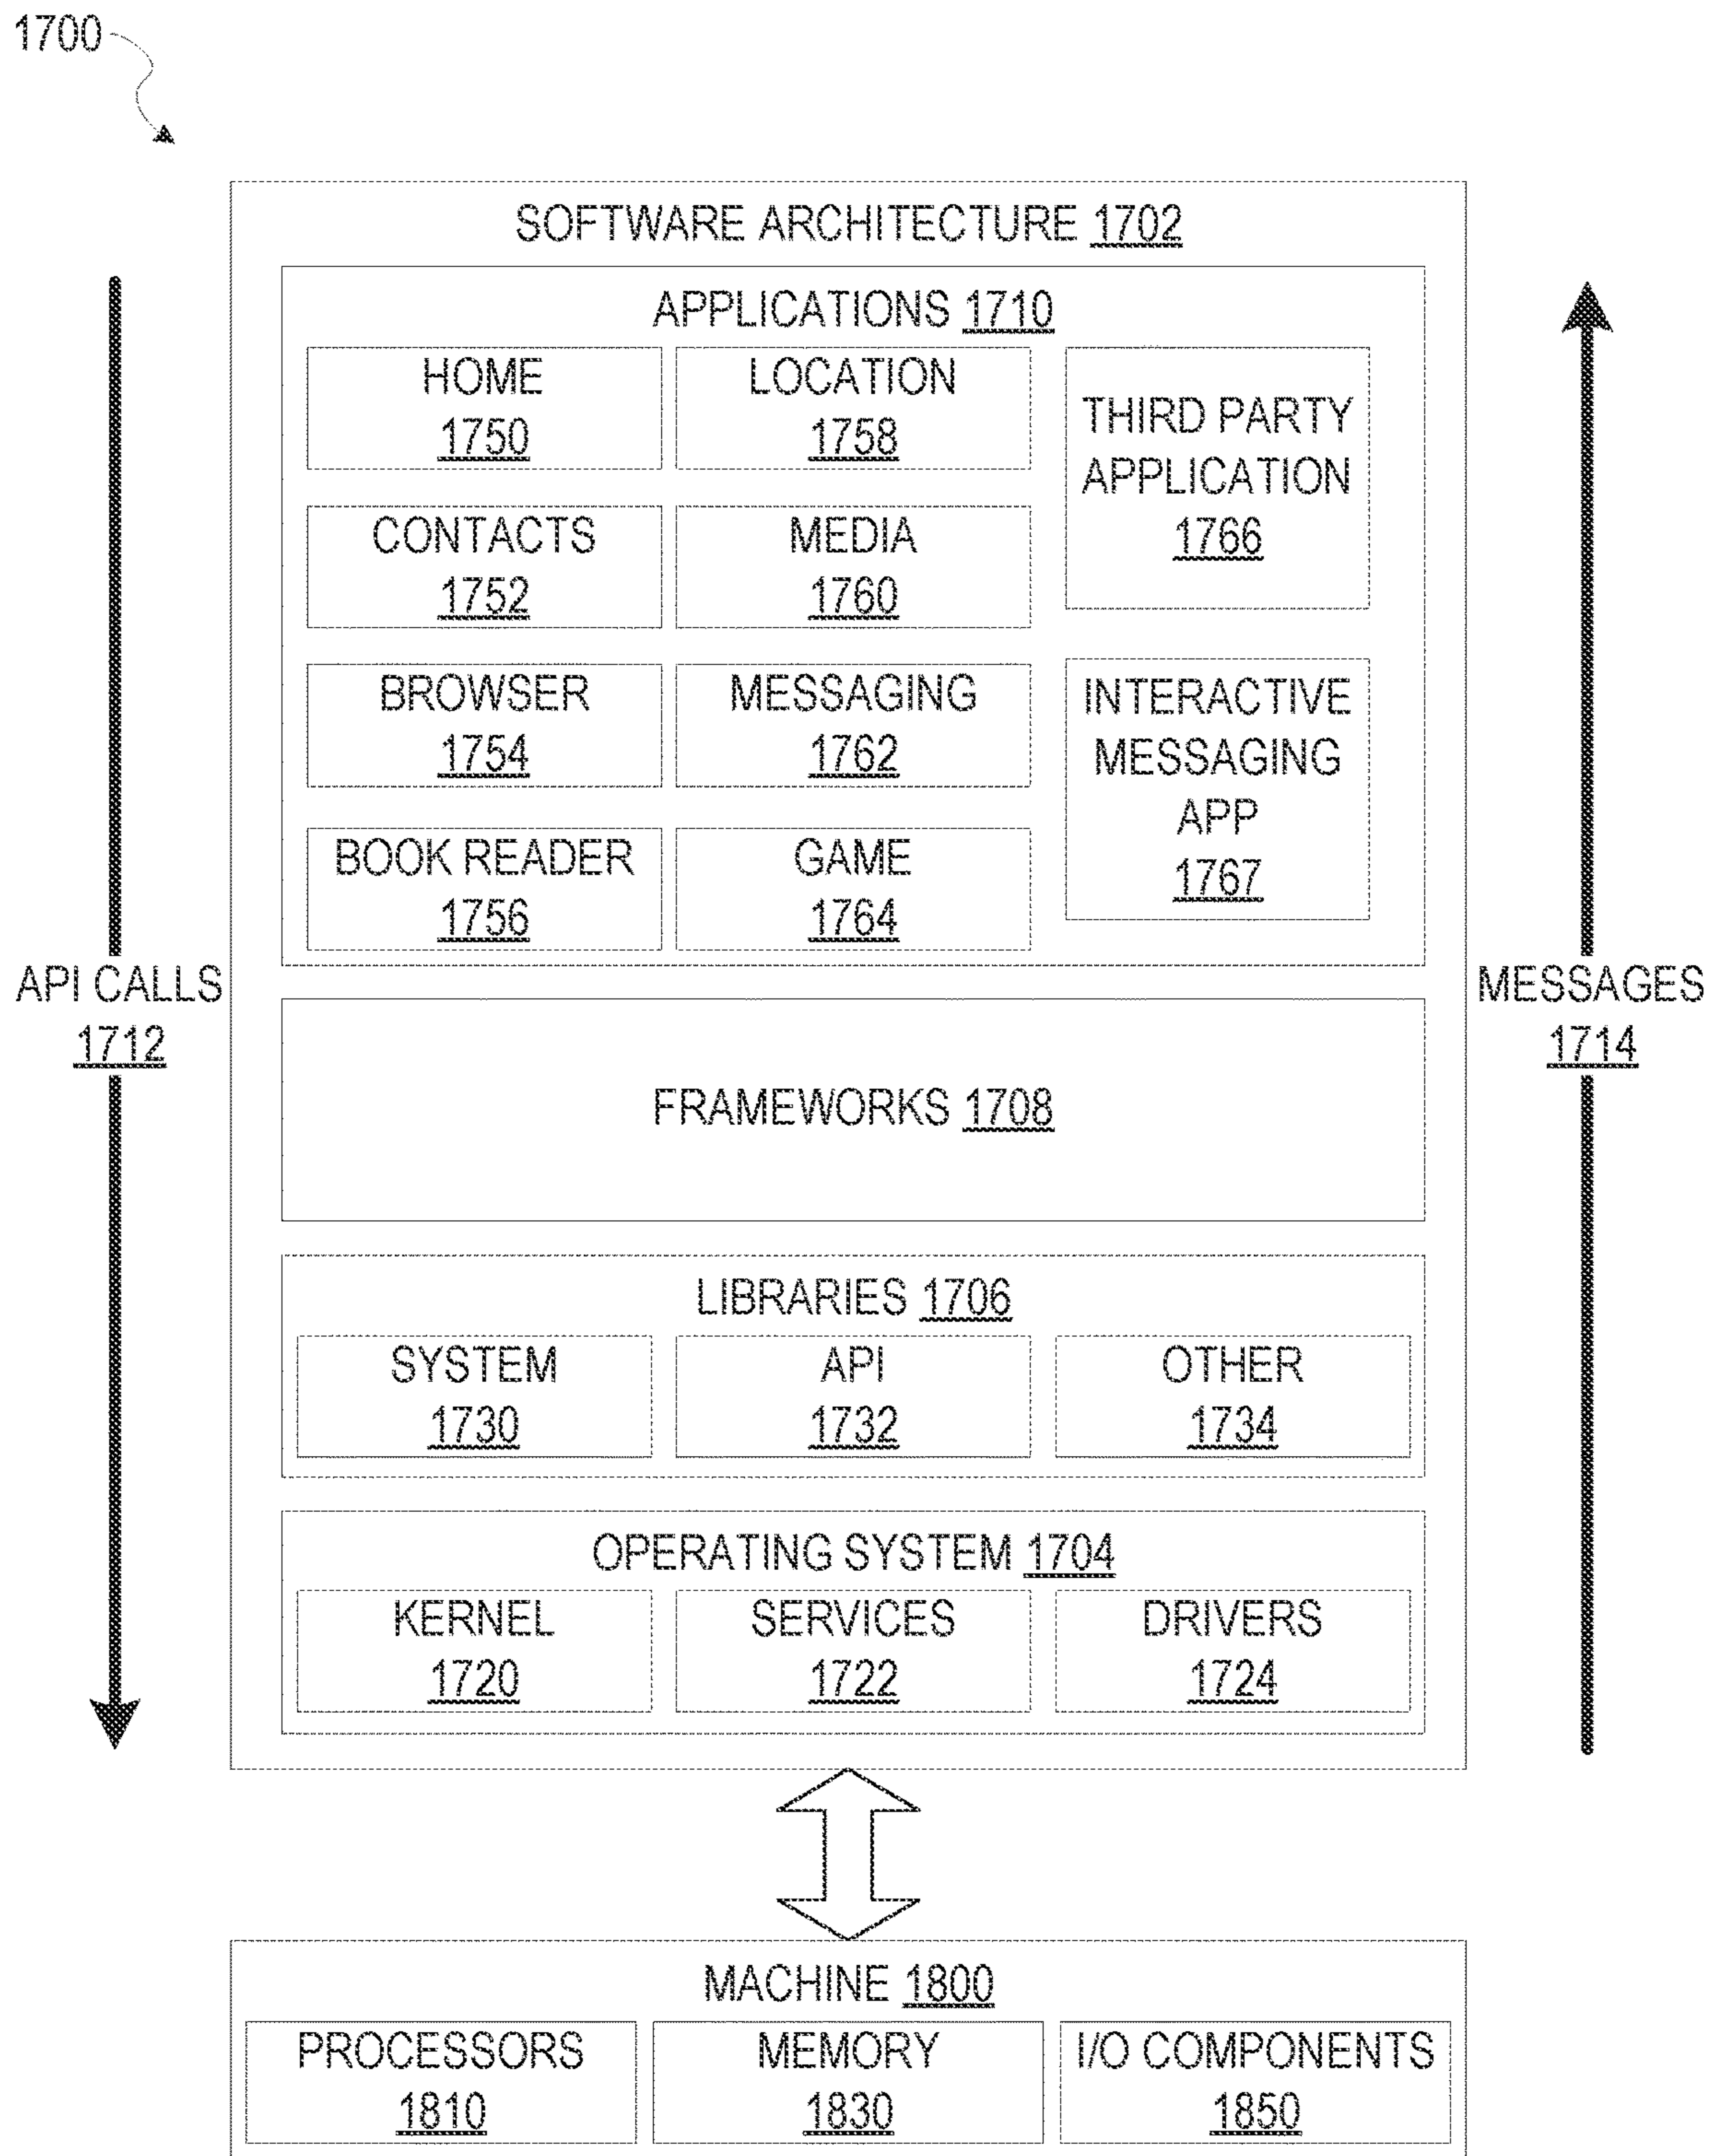 1700
SOFTWARE ARCHITECTURE 1702
APPLICATIONS 1710
HOME
1750
LOCATION
1758
THIRD PARTY
APPLICATION
1766
CONTACTS
1752
MEDIA
1760
BROWSER
1754
MESSAGING
1762
INTERACTIVE
MESSAGING
APP
1767
BOOK READER
1756
GAME
1764
API CALLS
1712
MESSAGES
1714
FRAMEWORKS 1708
LIBRARIES 1706
SYSTEM
1730
API
1732
OTHER
1734
OPERATING SYSTEM 1704
KERNEL
1720
SERVICES
1722
DRIVERS
1724
MACHINE 1800
PROCESSORS
1810
MEMORY
1830
I/O COMPONENTS
1850